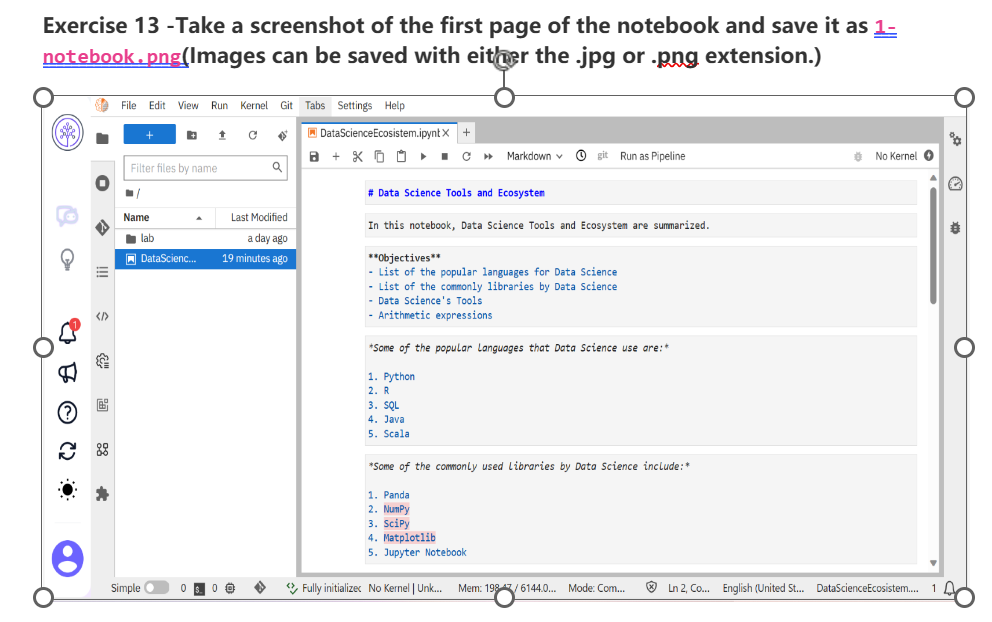 Exercise 13 -Take a screenshot of the first page of the notebook and save it as 1-
notebook.png(Images can be saved with either the .jpg or .png extension.)
File Edit View Run Kernel Git Tabs Settings Help
+
DataScienceEcosistem.ipynb X +
Markdown
git Run as Pipeline
No Kernel
Filter files by name
/
Name Last Modified
lab a day ago
DataScienc... 19 minutes ago
1
# Data Science Tools and Ecosystem
In this notebook, Data Science Tools and Ecosystem are summarized.
**Objectives**
- List of the popular languages for Data Science
- List of the commonly libraries by Data Science
- Data Science's Tools
- Arithmetic expressions
*Some of the popular languages that Data Science use are:*
1. Python
2. R
3. SQL
4. Java
5. Scala
*Some of the commonly used libraries by Data Science include:*
1. Panda
2. NumPy
3. SciPy
4. Matplotlib
5. Jupyter Notebook
Simple 0 0 Fully initialized No Kernel | Unk... Mem: / 6144.0... Mode: Com... Ln 2, Co... English (United St... DataScienceEcosistem.... 1